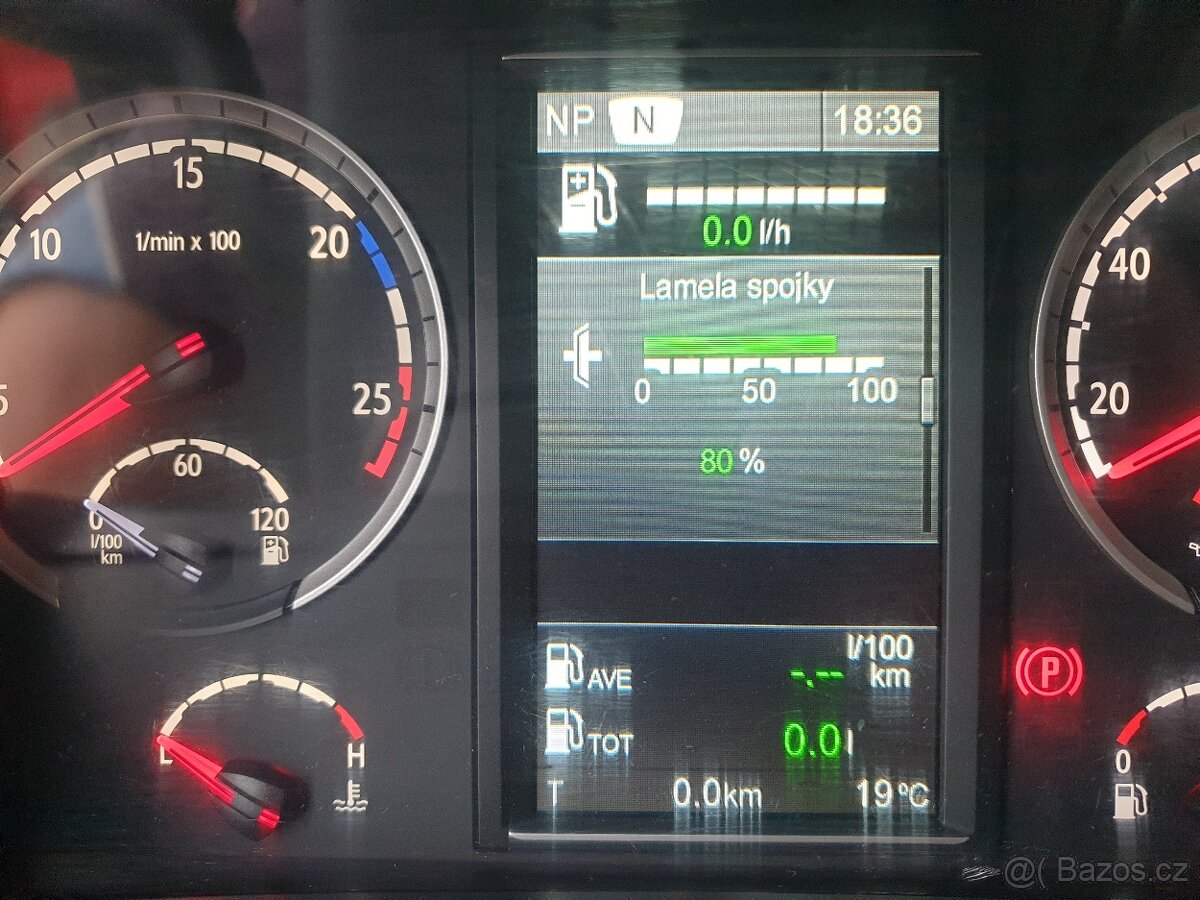 NP N 18:36
15
10
1/min x 100
20
0.0 l/h
Lamela spojky
40
5
25
0 50 100
20
60
80 %
0
120
l/100
km
l/100
AVE -.-- km
TOT 0.0 l
L H
T 0.0km 19°C
P
0
@( Bazos.cz